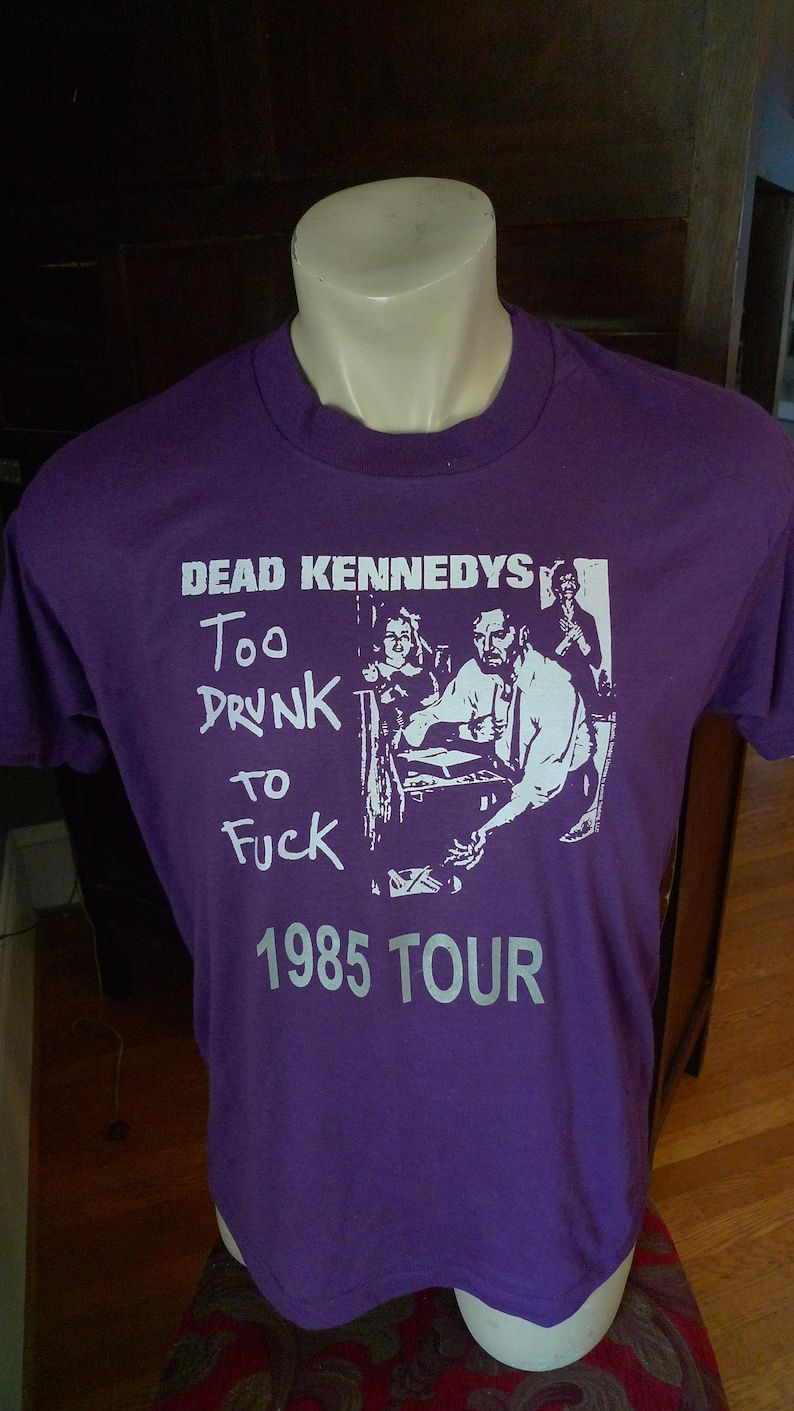 DEAD KENNEDYS
Too
DRUNK
TO
FUCK
1985 TOUR